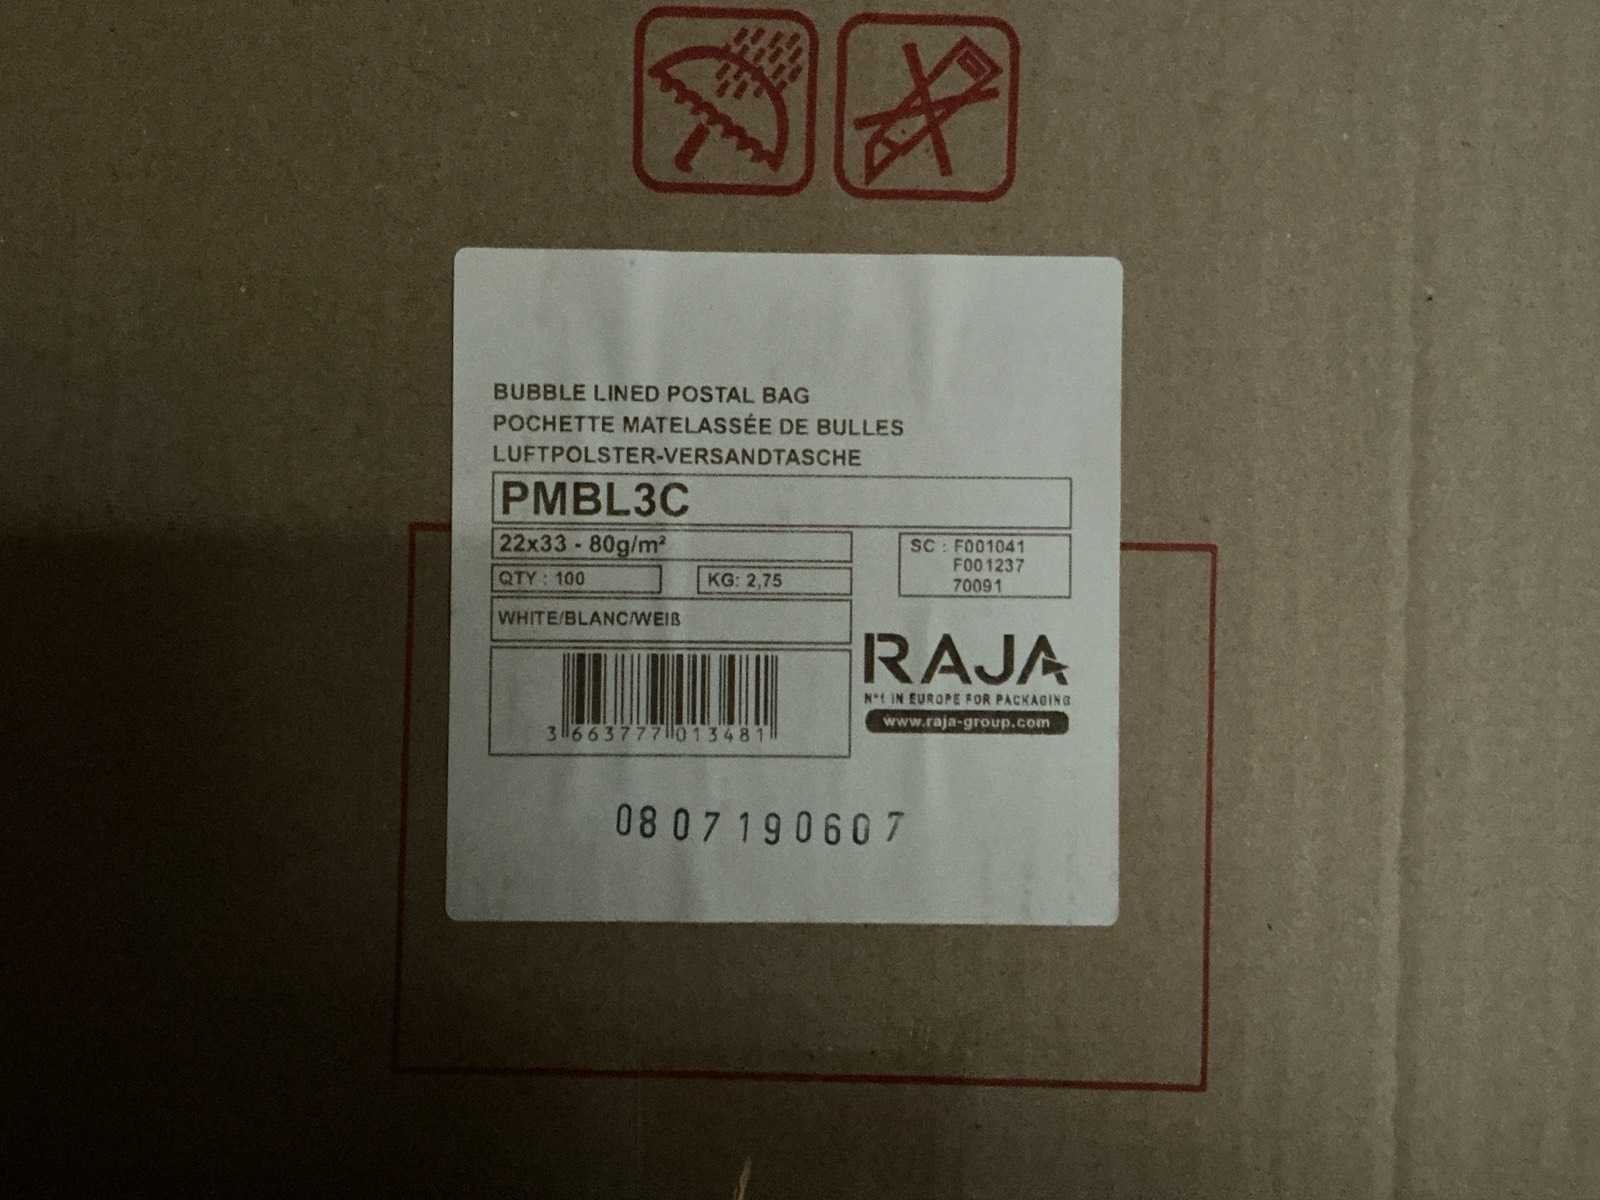 BUBBLE LINED POSTAL BAG
POCHETTE MATELASSÉE DE BULLES
LUFTPOLSTER-VERSANDTASCHE
PMBL3C
22x33 - 80g/m²
QTY : 100
KG: 2,75
SC : F001041
F001237
70091
WHITE/BLANC/WEIß
RAJA
N°1 IN EUROPE FOR PACKAGING
www.raja-group.com
3 663777 013481
0807190607